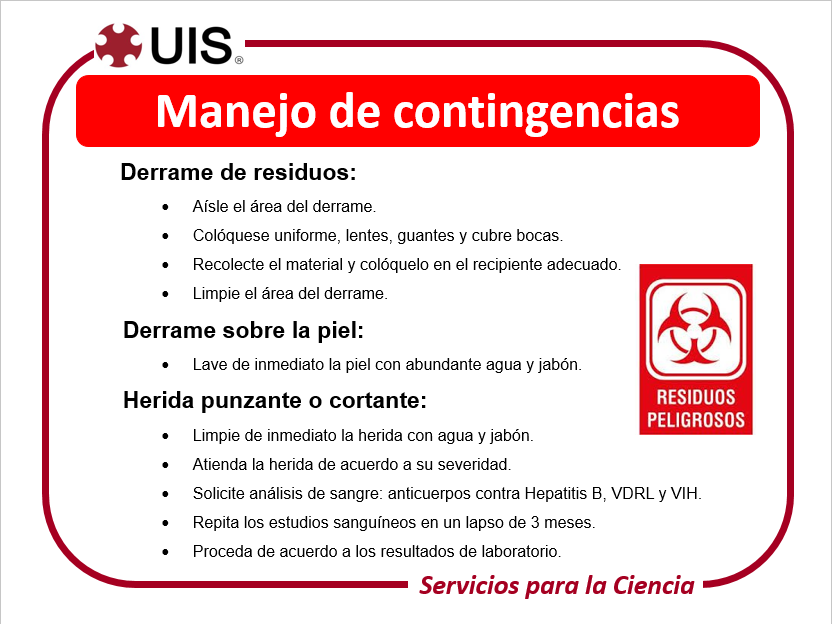 UIS®
Manejo de contingencias
Derrame de residuos:
• Aísle el área del derrame.
• Colóquese uniforme, lentes, guantes y cubre bocas.
• Recolecte el material y colóquelo en el recipiente adecuado.
• Limpie el área del derrame.
Derrame sobre la piel:
• Lave de inmediato la piel con abundante agua y jabón.
Herida punzante o cortante:
• Limpie de inmediato la herida con agua y jabón.
• Atienda la herida de acuerdo a su severidad.
• Solicite análisis de sangre: anticuerpos contra Hepatitis B, VDRL y VIH.
• Repita los estudios sanguíneos en un lapso de 3 meses.
• Proceda de acuerdo a los resultados de laboratorio.
RESIDUOS
PELIGROSOS
Servicios para la Ciencia